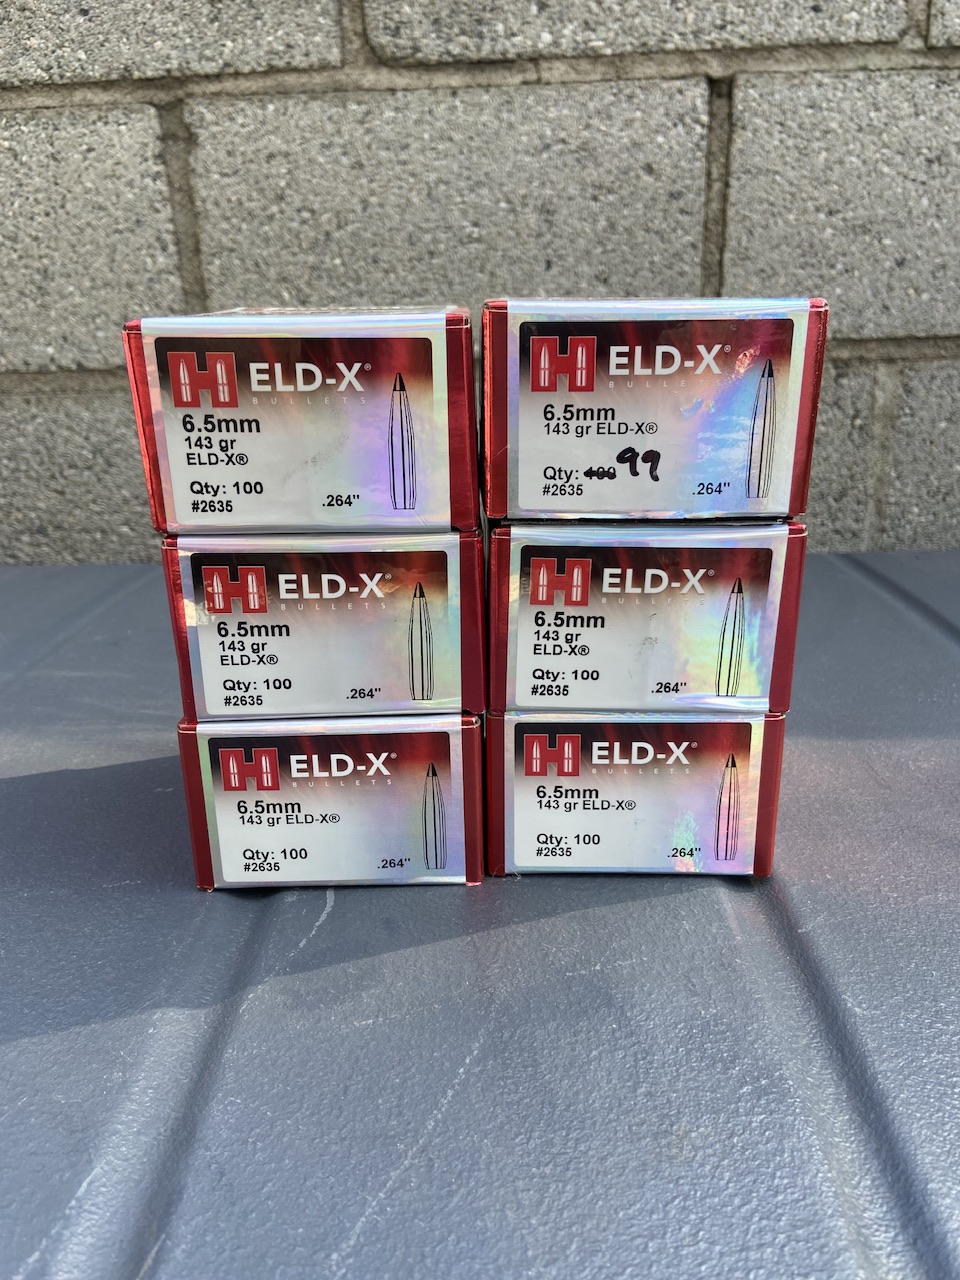 H ELD-X®
BULLETS
6.5mm
143 gr
ELD-X®
Qty: 100
#2635
.264"
H ELD-X®
BULLETS
6.5mm
143 gr ELD-X®
Qty: 100 99
#2635
.264"
H ELD-X®
BULLETS
6.5mm
143 gr
ELD-X®
Qty: 100
#2635
.264"
H ELD-X®
BULLETS
6.5mm
143 gr
ELD-X®
Qty: 100
#2635
.264"
H ELD-X®
BULLETS
6.5mm
143 gr ELD-X®
Qty: 100
#2635
.264"
H ELD-X®
BULLETS
6.5mm
143 gr ELD-X®
Qty: 100
#2635
.264"